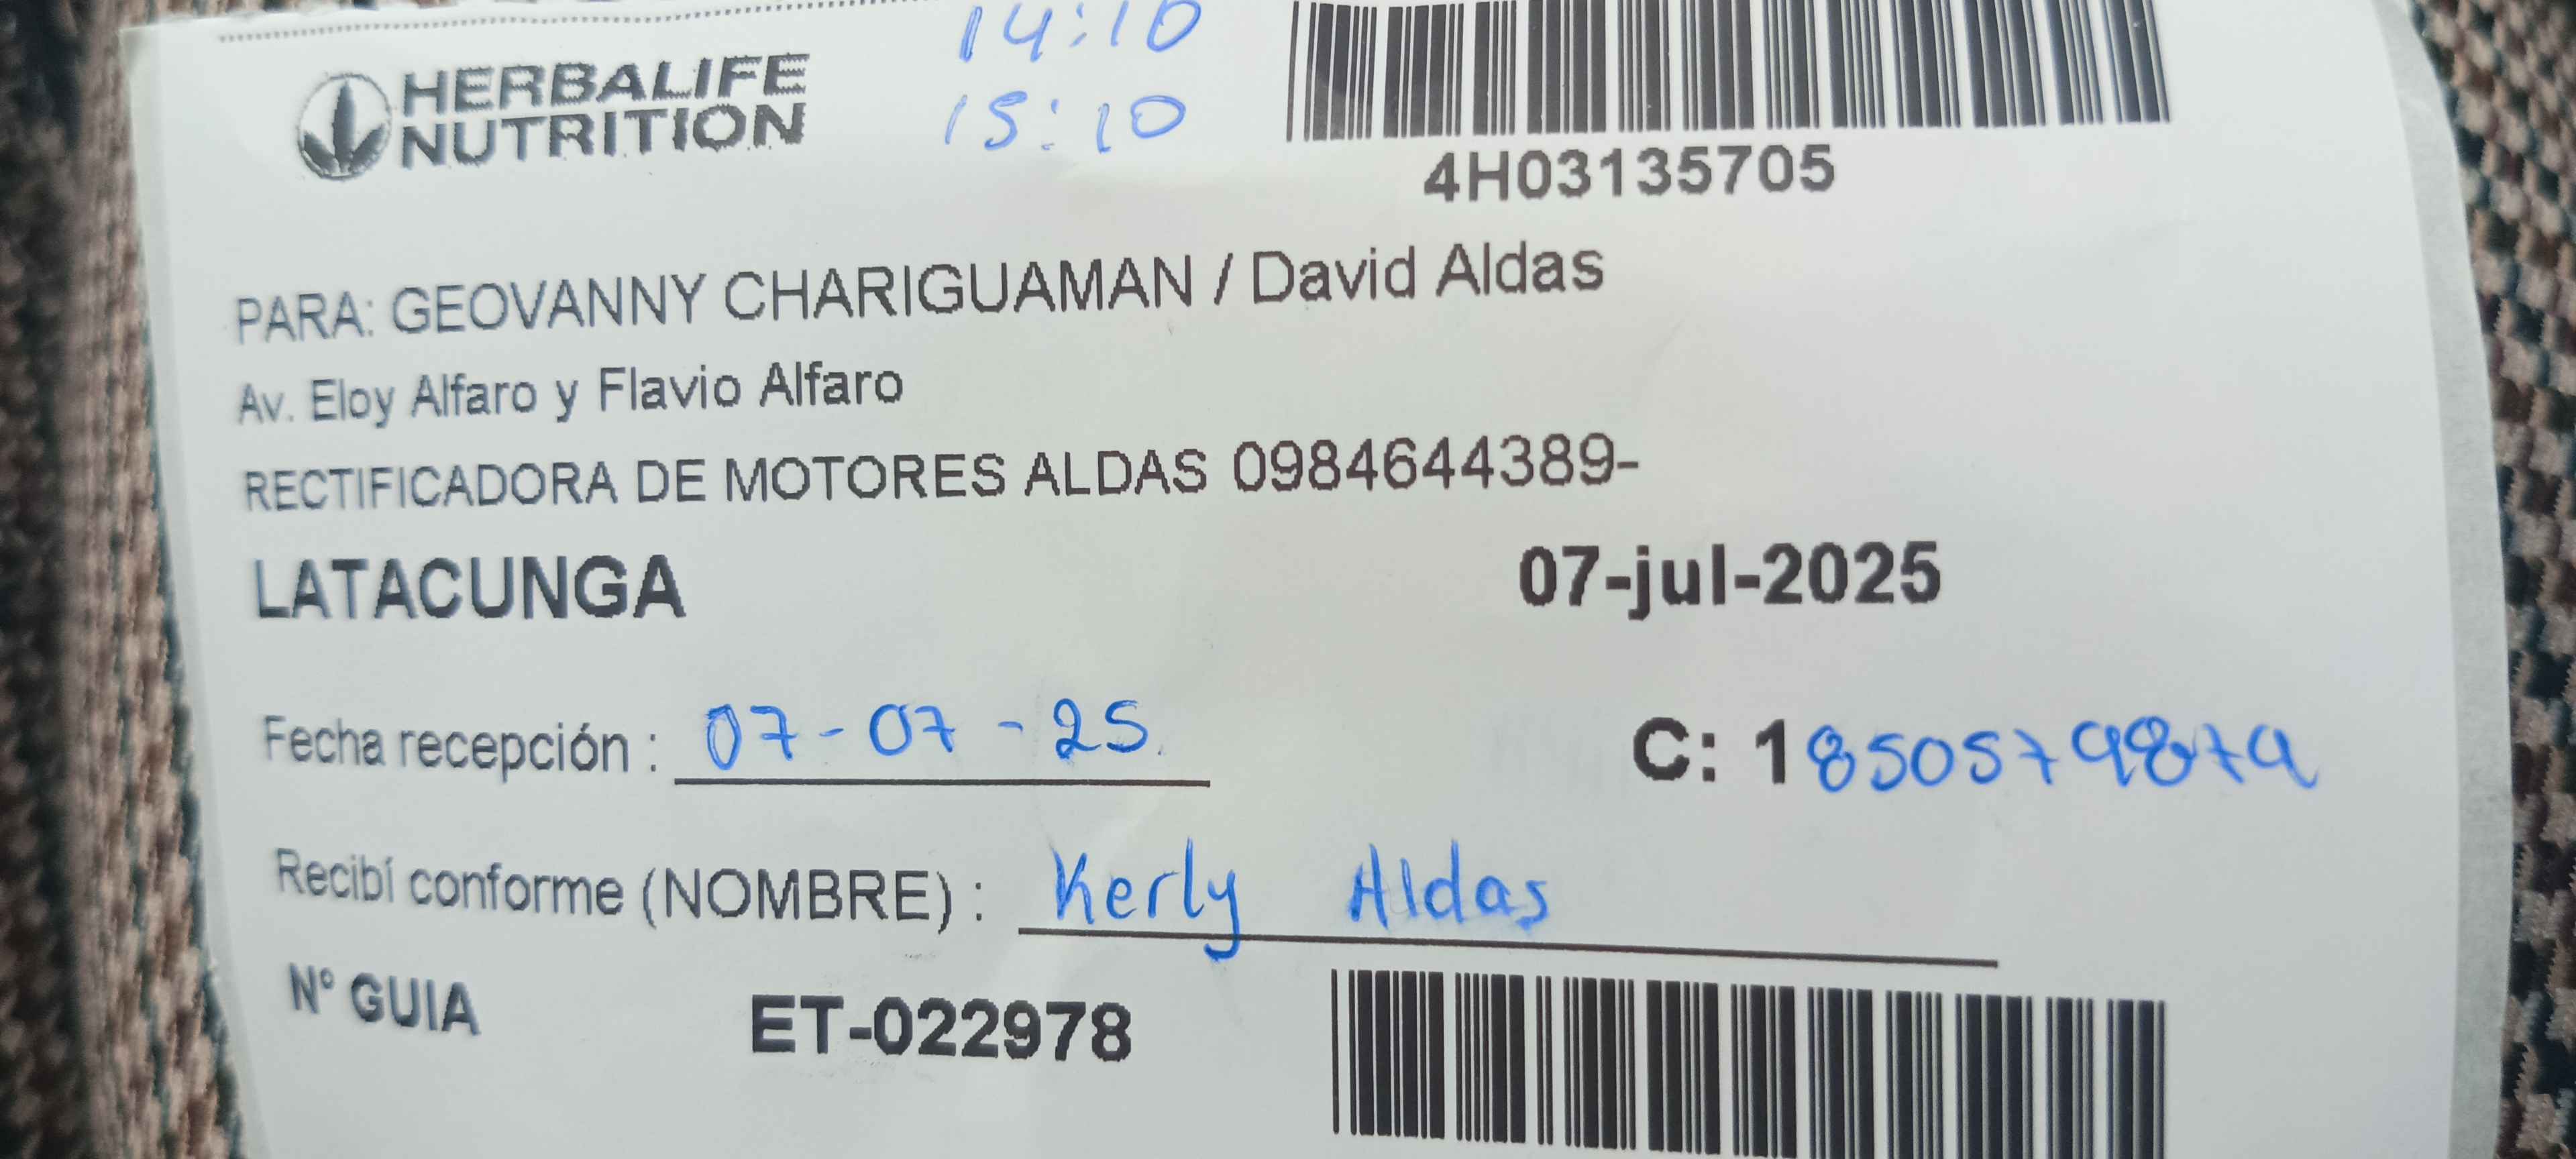 HERBALIFE
NUTRITION
14:10
15:10
4H03135705
PARA: GEOVANNY CHARIGUAMAN / David Aldas
Av. Eloy Alfaro y Flavio Alfaro
RECTIFICADORA DE MOTORES ALDAS 0984644389-
LATACUNGA
07-jul-2025
Fecha recepción : 07-07-25
C: 1
Recibí conforme (NOMBRE) : Kerly Aldas
N° GUIA ET-022978